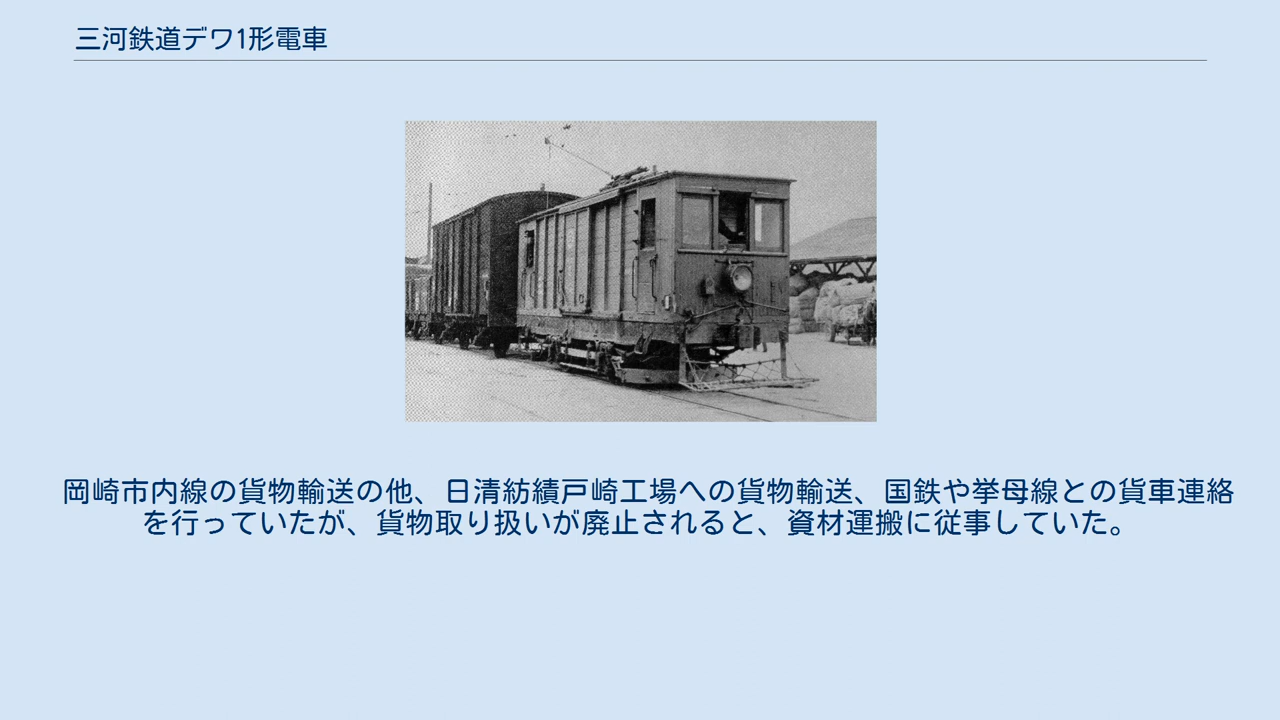 三河鉄道デワ1形電車
岡崎市内線の貨物輸送の他、日清紡績戸崎工場への貨物輸送、国鉄や挙母線との貨車連絡
を行っていたが、貨物取り扱いが廃止されると、資材運搬に従事していた。